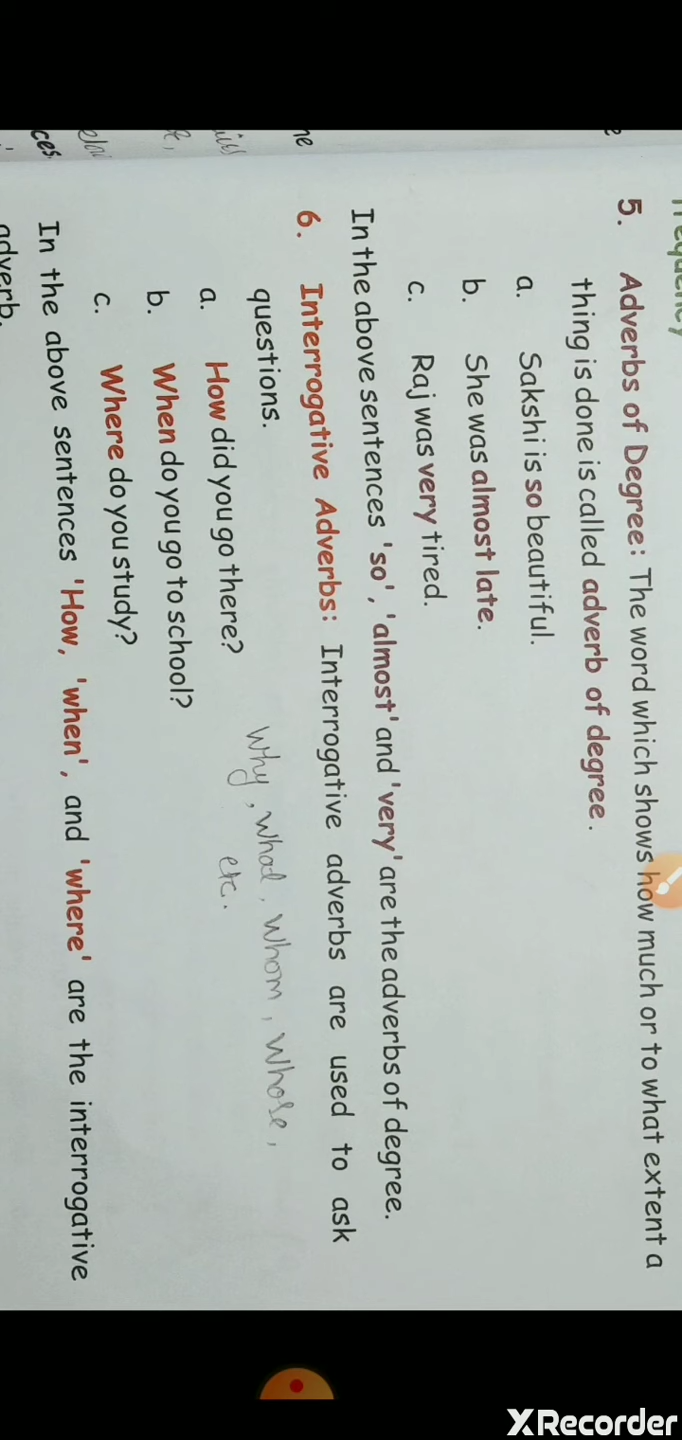 5. Adverbs of Degree: The word which shows how much or to what extent a
thing is done is called adverb of degree.
a. Sakshi is so beautiful.
b. She was almost late.
c. Raj was very tired.
In the above sentences 'so', 'almost' and 'very' are the adverbs of degree.
6. Interrogative Adverbs: Interrogative adverbs are used to ask
questions.
Why, what, whom, whose,
etc.
a. How did you go there?
b. When do you go to school?
c. Where do you study?
In the above sentences 'How, 'when', and 'where' are the interrogative
adverb.
XRecorder